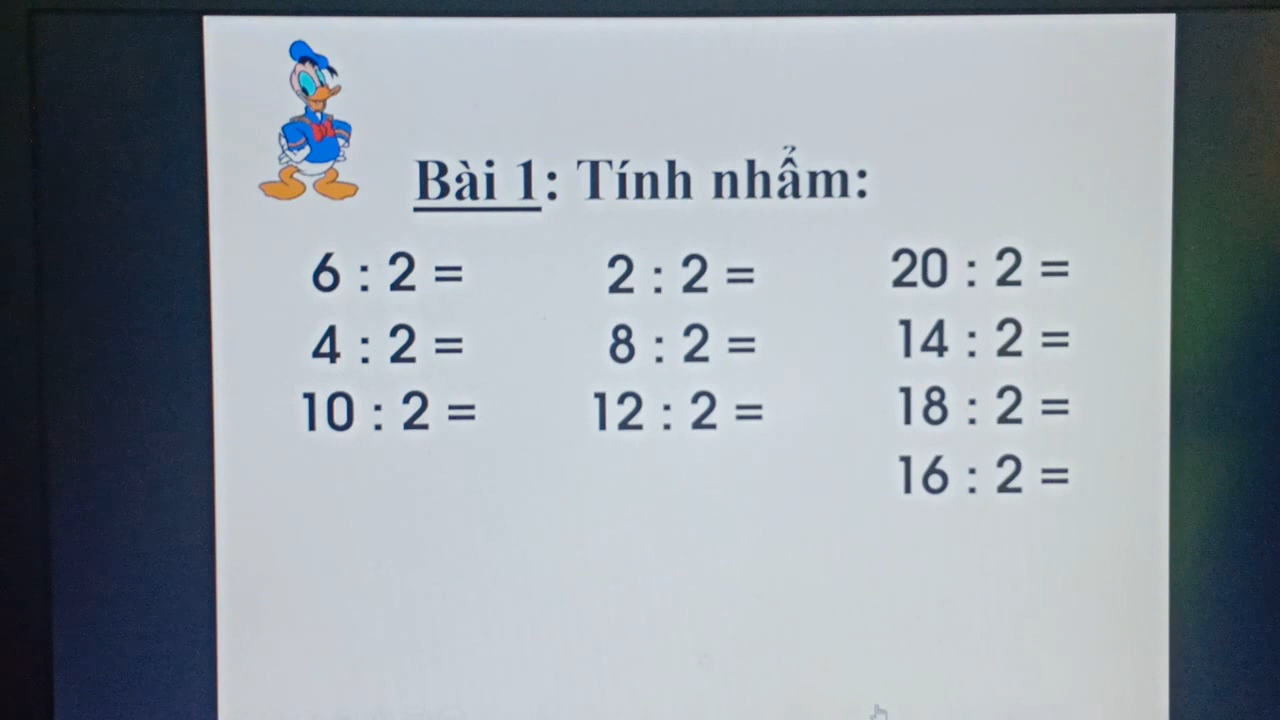 Bài 1: Tính nhẩm:
6 : 2 =
2 : 2 =
20 : 2 =
4 : 2 =
8 : 2 =
14 : 2 =
10 : 2 =
12 : 2 =
18 : 2 =
16 : 2 =